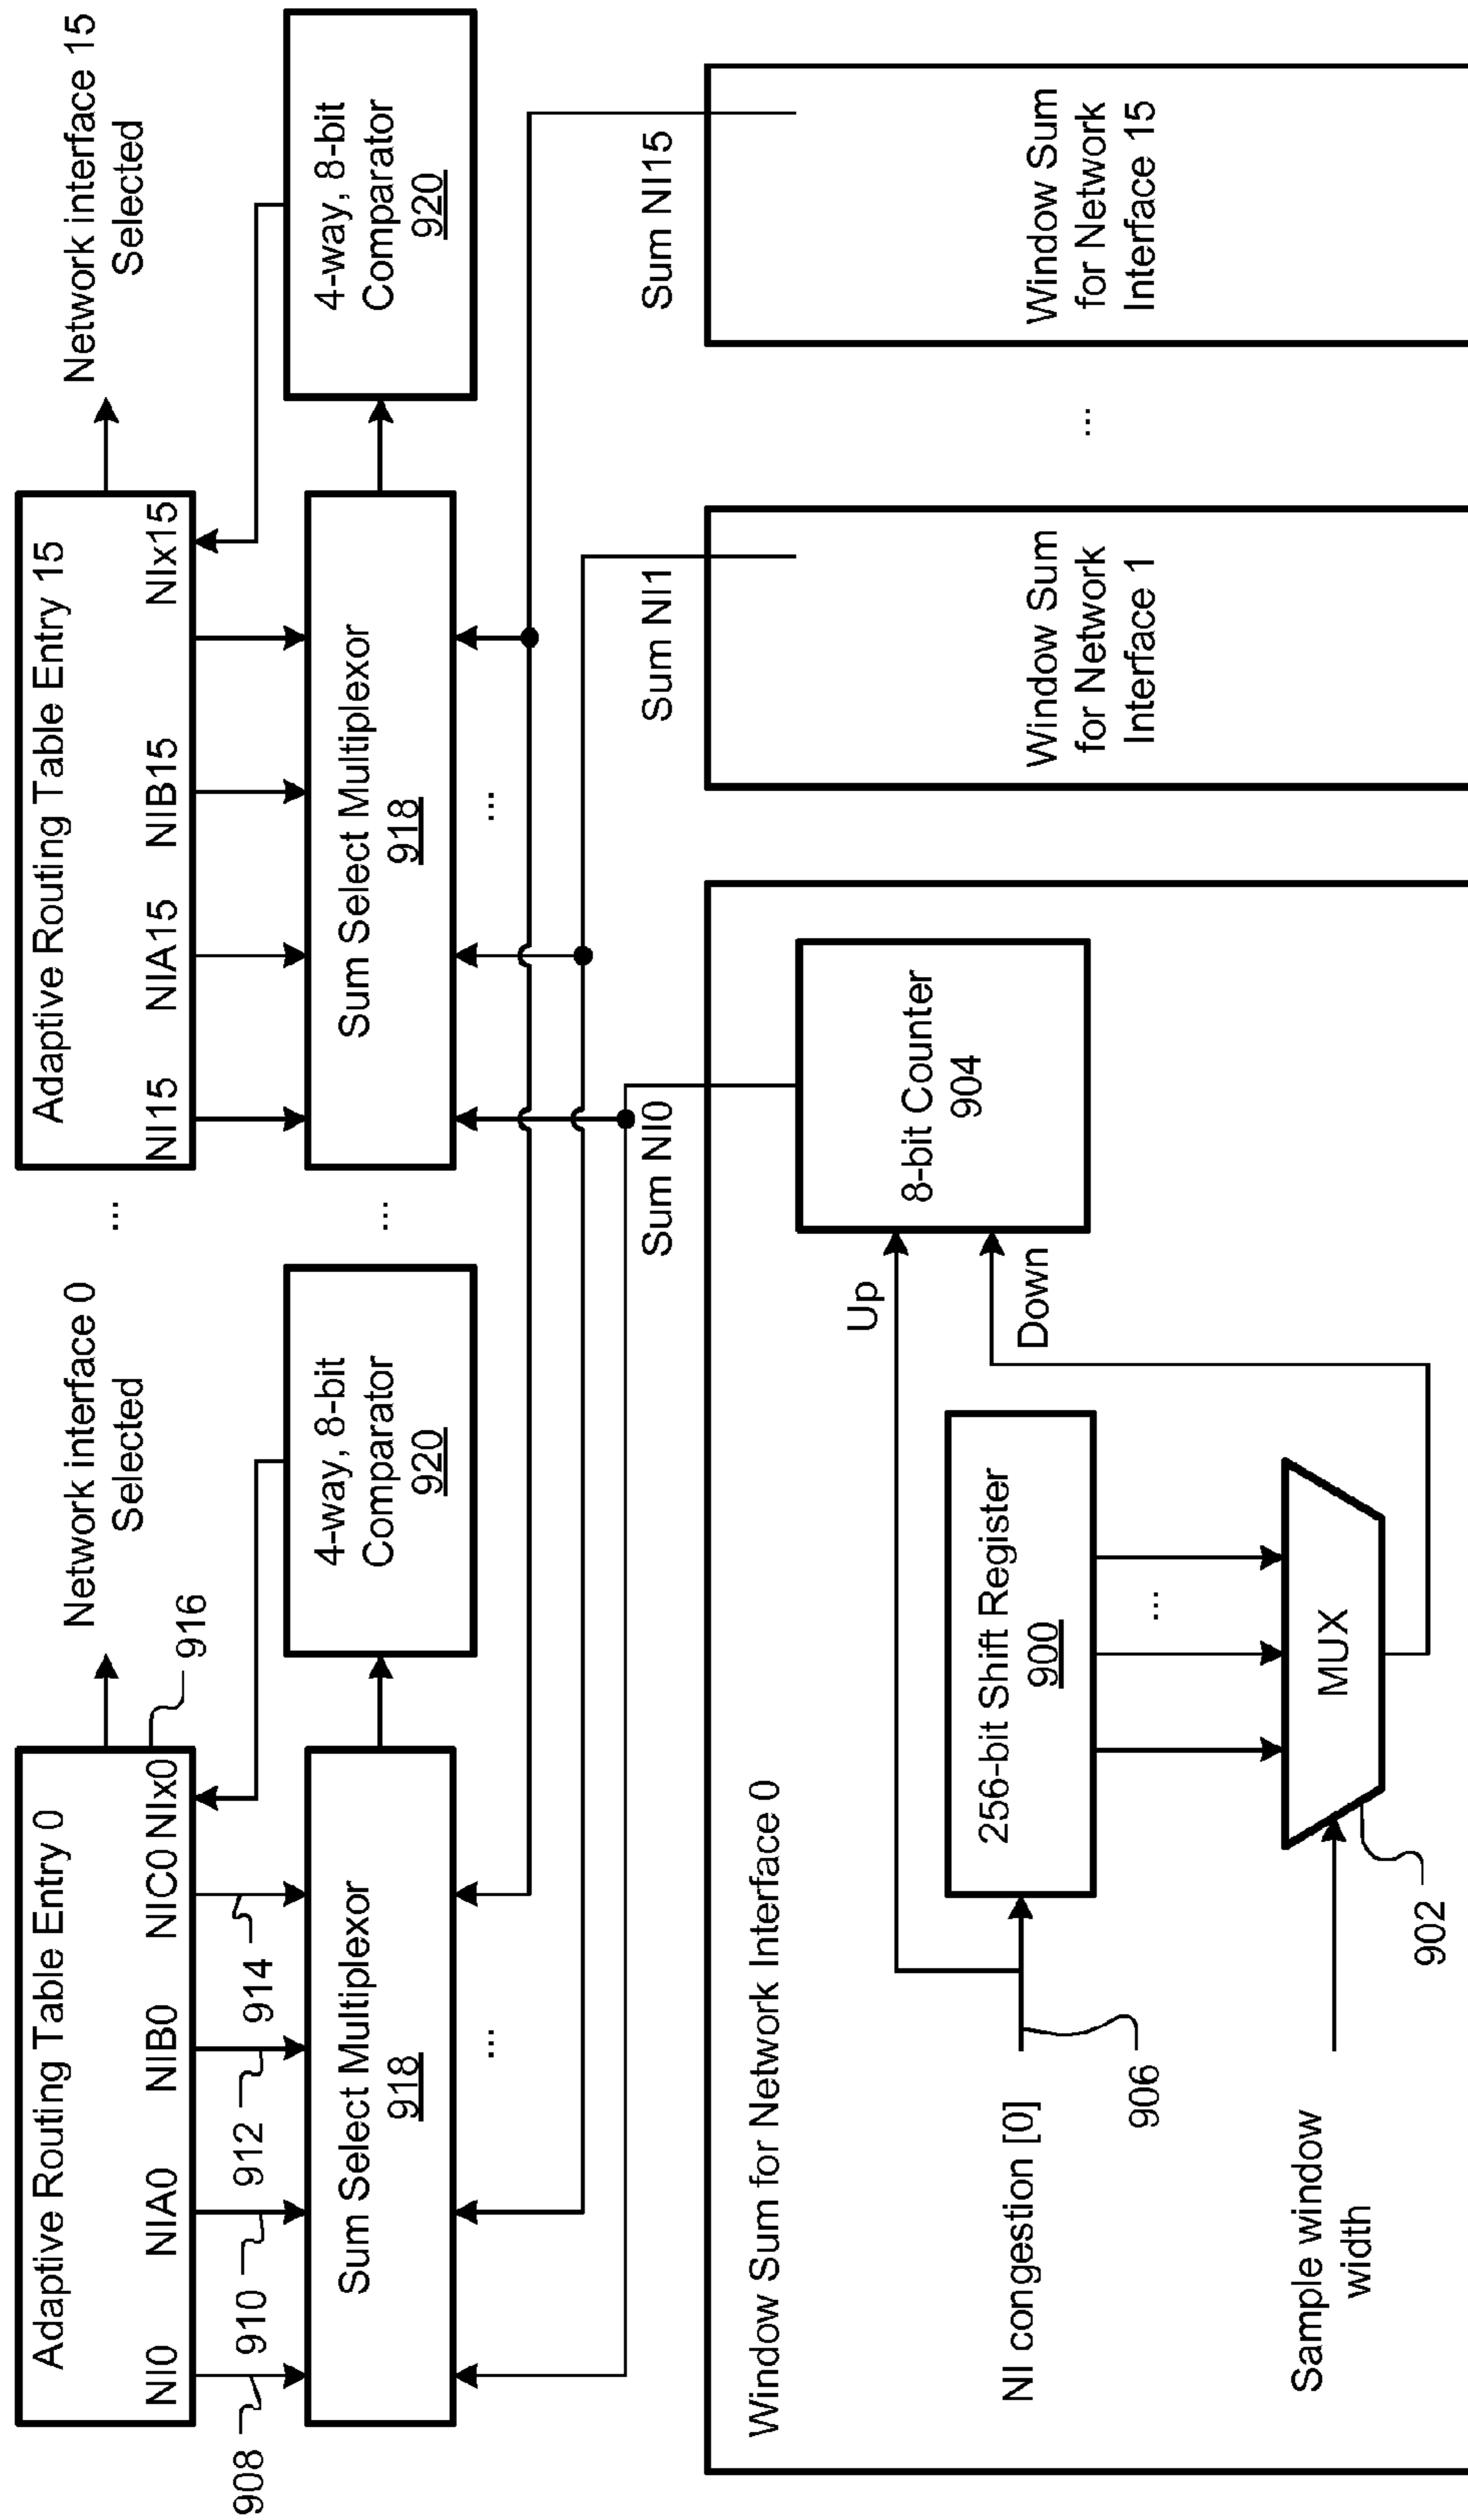 Network interface 0
Selected
Network interface 15
Selected
Adaptive Routing Table Entry 0
NI0
NIA0
NIB0
NIC0
NIx0
916
...
Adaptive Routing Table Entry 15
NI15
NIA15
NIB15
NIx15
908
910
912
914
Sum Select Multiplexor
918
4-way, 8-bit
Comparator
920
...
Sum Select Multiplexor
918
4-way, 8-bit
Comparator
920
...
...
Sum NI0
Sum NI1
Sum NI15
Window Sum for Network Interface 0
Up
8-bit Counter
904
Down
NI congestion [0]
906
256-bit Shift Register
900
...
MUX
902
Sample window
width
Window Sum
for Network
Interface 1
...
Window Sum
for Network
Interface 15